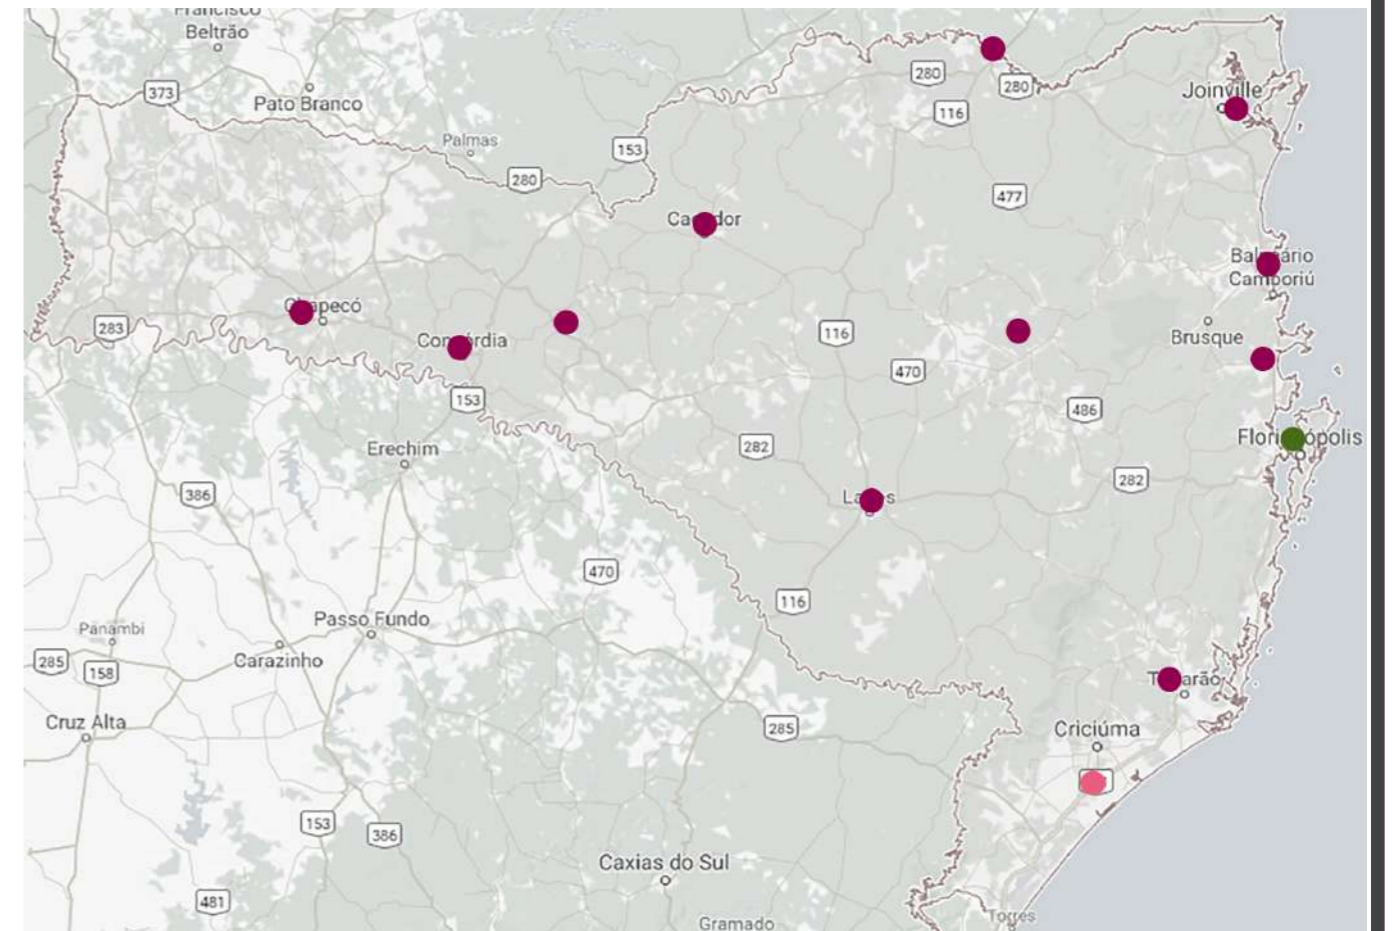 Francisco
Beltrão
373
Pato Branco
Palmas
153
280
280
116
280
Joinville
477
Caçador
Balneário
Camboriú
Chapecó
283
Concórdia
116
Brusque
470
153
486
Erechim
282
Florianópolis
282
386
Lages
470
116
Passo Fundo
Panambi
Carazinho
285
158
Tubarão
Cruz Alta
285
Criciúma
153
386
Caxias do Sul
481
Gramado
Torres